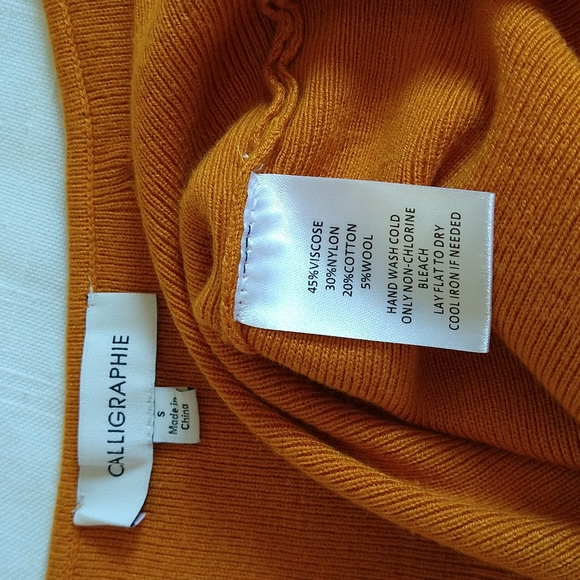 CALLIGRAPHIE
S
Made in
China
45%VISCOSE
30%NYLON
20%COTTON
5%WOOL
HAND WASH COLD
ONLY NON-CHLORINE
BLEACH
LAY FLAT TO DRY
COOL IRON IF NEEDED